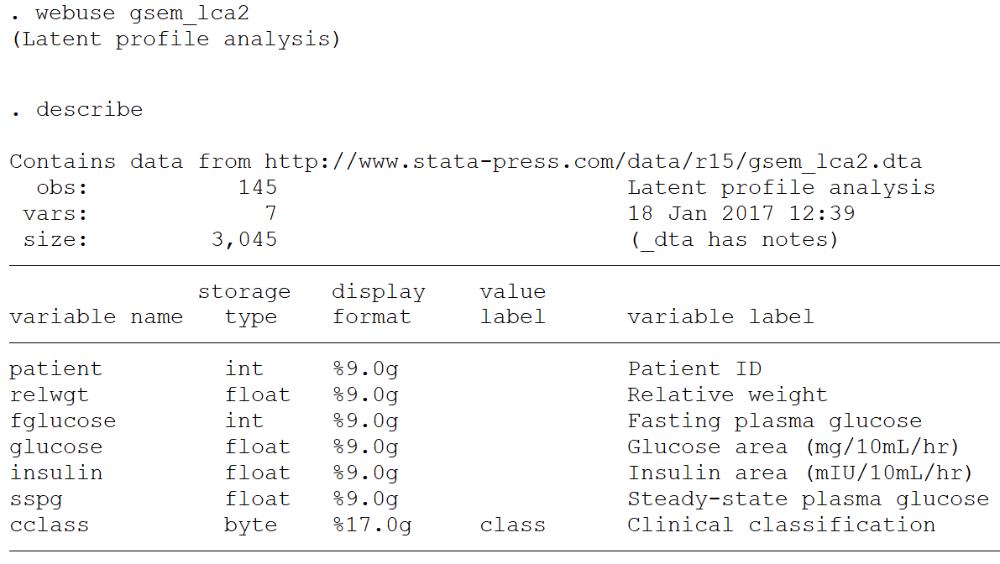 . webuse gsem_lca2
(Latent profile analysis)
. describe
Contains data from http://www.stata-press.com/data/r15/gsem_lca2.dta
  obs:           145                           Latent profile analysis
 vars:             7                           18 Jan 2017 12:39
 size:         3,045                           (_dta has notes)
              storage   display    value
variable name   type    format     label      variable label
patient         int     %9.0g                 Patient ID
relwgt          float   %9.0g                 Relative weight
fglucose        int     %9.0g                 Fasting plasma glucose
glucose         float   %9.0g                 Glucose area (mg/10mL/hr)
insulin         float   %9.0g                 Insulin area (mIU/10mL/hr)
sspg            float   %9.0g                 Steady-state plasma glucose
cclass          byte    %17.0g     class      Clinical classification